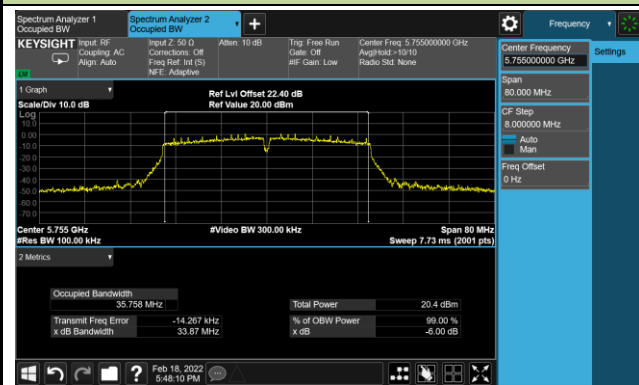 Spectrum Analyzer 1
Occupied BW
Spectrum Analyzer 2
Occupied BW
Frequency
KEYSIGHT
Input: RF
Coupling: AC
Align: Auto
Input Z: 50 Ω
Corrections: Off
Freq Ref: Int (S)
NFE: Adaptive
Atten: 10 dB
Trig: Free Run
Gate: Off
#IF Gain: Low
Center Freq: 5.755000000 GHz
Avg|Hold:>10/10
Radio Std: None
Center Frequency
5.755000000 GHz
Settings
Span
80.000 MHz
CF Step
8.000000 MHz
Auto
Man
Freq Offset
0 Hz
1 Graph
Scale/Div 10.0 dB
Ref Lvl Offset 22.40 dB
Ref Value 20.00 dBm
Log
10.0
0.00
-10.0
-20.0
-30.0
-40.0
-50.0
-60.0
-70.0
Center 5.755 GHz
#Res BW 100.00 kHz
#Video BW 300.00 kHz
Span 80 MHz
Sweep 7.73 ms (2001 pts)
2 Metrics
Occupied Bandwidth
35.758 MHz
Total Power 20.4 dBm
Transmit Freq Error -14.267 kHz
% of OBW Power 99.00 %
x dB Bandwidth 33.87 MHz
x dB -6.00 dB
?
Feb 18, 2022
5:48:10 PM